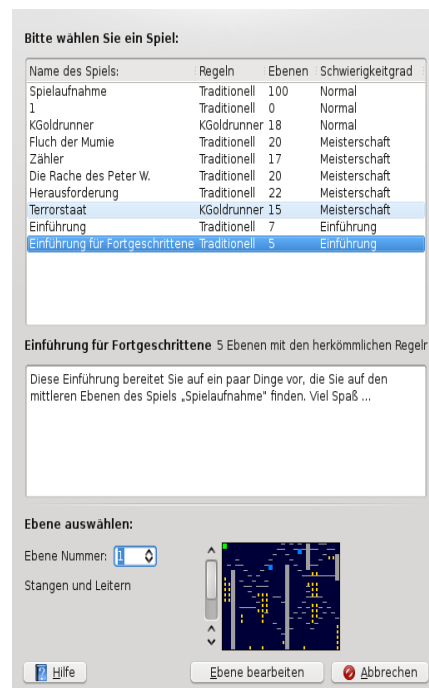 Bitte wählen Sie ein Spiel:
Name des Spiels: Regeln Ebenen Schwierigkeitgrad
Spielaufnahme Traditionell 100 Normal
1 Traditionell 0 Normal
KGoldrunner KGoldrunner 18 Normal
Fluch der Mumie Traditionell 20 Meisterschaft
Zähler Traditionell 17 Meisterschaft
Die Rache des Peter W. Traditionell 20 Meisterschaft
Herausforderung Traditionell 22 Meisterschaft
Terrorstaat KGoldrunner 15 Meisterschaft
Einführung Traditionell 7 Einführung
Einführung für Fortgeschrittene Traditionell 5 Einführung
Einführung für Fortgeschrittene 5 Ebenen mit den herkömmlichen Regelr
Diese Einführung bereitet Sie auf ein paar Dinge vor, die Sie auf den
mittleren Ebenen des Spiels „Spielaufnahme" finden. Viel Spaß ...
Ebene auswählen:
Ebene Nummer: 1
Stangen und Leitern
Hilfe Ebene bearbeiten Abbrechen